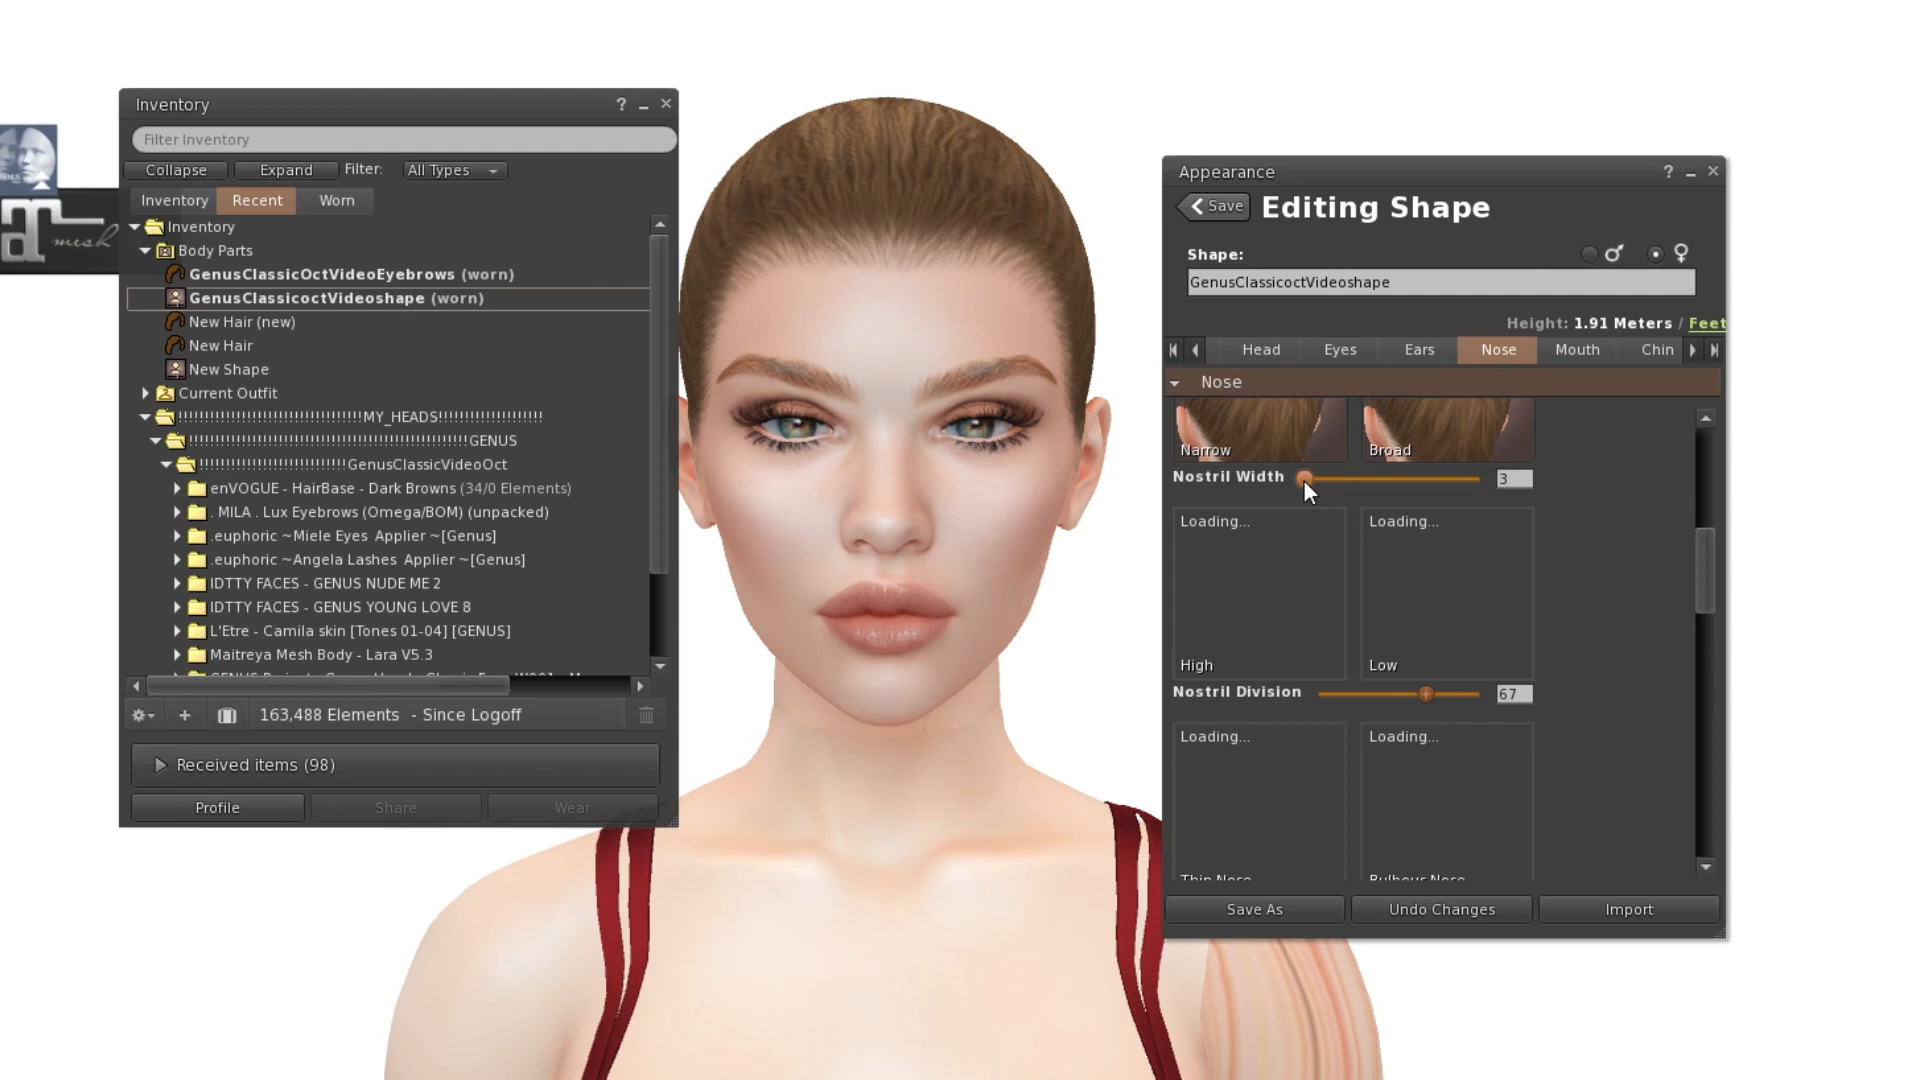 GENUS
mesh
Inventory
?
Filter Inventory
Collapse Expand Filter: All Types
Inventory Recent Worn
Inventory
Body Parts
GenusClassicOctVideoEyebrows (worn)
GenusClassicoctVideoshape (worn)
New Hair (new)
New Hair
New Shape
Current Outfit
!!!!!!!!!!!!!!!!!!!!!!!!!!!!!!!!!!!MY_HEADS!!!!!!!!!!!!!!!!!!!!
!!!!!!!!!!!!!!!!!!!!!!!!!!!!!!!!!!!!!!!!!!!!!!!!!!!!!GENUS
!!!!!!!!!!!!!!!!!!!!!!!!!!!!GenusClassicVideoOct
enVOGUE - HairBase - Dark Browns (34/0 Elements)
. MILA . Lux Eyebrows (Omega/BOM) (unpacked)
.euphoric ~Miele Eyes Applier ~[Genus]
.euphoric ~Angela Lashes Applier ~[Genus]
IDTTY FACES - GENUS NUDE ME 2
IDTTY FACES - GENUS YOUNG LOVE 8
L'Etre - Camila skin [Tones 01-04] [GENUS]
Maitreya Mesh Body - Lara V5.3
163,488 Elements - Since Logoff
Received items (98)
Profile Share Wear
Appearance
?
Save Editing Shape
Shape: ♂ ♀
GenusClassicoctVideoshape
Height: 1.91 Meters / Feet
Head Eyes Ears Nose Mouth Chin
Nose
Narrow Broad
Nostril Width 3
Loading... Loading...
High Low
Nostril Division 67
Loading... Loading...
Thin Nose Bulbous Nose
Save As Undo Changes Import